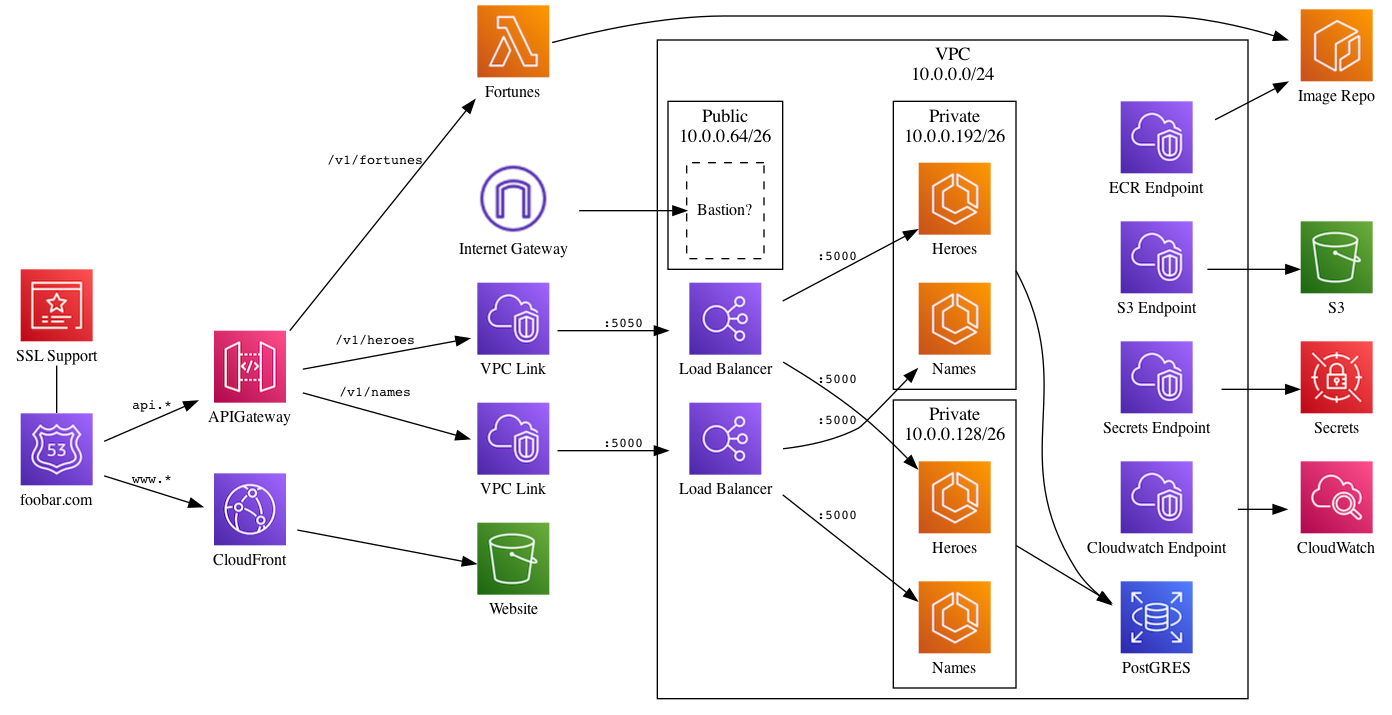 Fortunes
Image Repo
VPC
10.0.0.0/24
Public
10.0.0.64/26
Bastion?
Private
10.0.0.192/26
Heroes
Names
ECR Endpoint
/v1/fortunes
Internet Gateway
:5000
S3 Endpoint
S3
SSL Support
/v1/heroes
VPC Link
:5050
Load Balancer
:5000
:5000
Secrets Endpoint
Secrets
api.*
APIGateway
/v1/names
VPC Link
:5000
Load Balancer
Private
10.0.0.128/26
Heroes
Names
53
foobar.com
www.*
CloudFront
Website
:5000
Cloudwatch Endpoint
CloudWatch
PostGRES